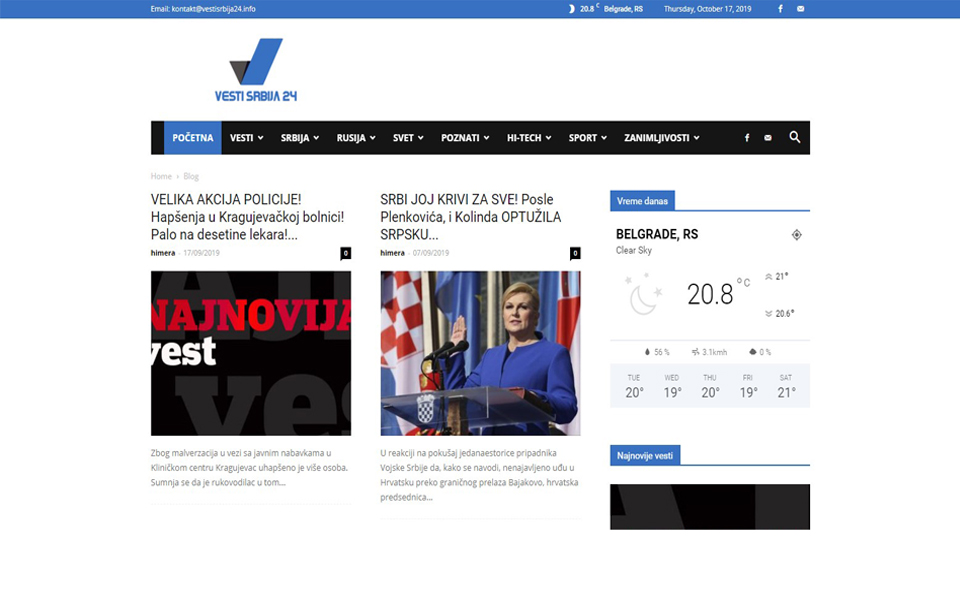 Email: kontakt@vestisrbija24.info
20.8 C Belgrade, RS
Thursday, October 17, 2019
VESTI SRBIJA 24
POČETNA VESTI SRBIJA RUSIJA SVET POZNATI HI-TECH SPORT ZANIMLJIVOSTI
Home › Blog
VELIKA AKCIJA POLICIJE!
Hapšenja u Kragujevačkoj bolnici!
Palo na desetine lekara!...
himera - 17/09/2019
0
NAJNOVIJA
vest
Zbog malverzacija u vezi sa javnim nabavkama u
Kliničkom centru Kragujevac uhapšeno je više osoba.
Sumnja se da je rukovodilac u tom...
SRBI JOJ KRIVI ZA SVE! Posle
Plenkovića, i Kolinda OPTUŽILA
SRPSKU...
himera - 07/09/2019
0
U reakciji na pokušaj jedanaestorice pripadnika
Vojske Srbije da, kako se navodi, nenajavljeno uđu u
Hrvatsku preko graničnog prelaza Bajakovo, hrvatska
predsednica...
Vreme danas
BELGRADE, RS
Clear Sky
20.8 °C
21°
20.6°
56 % 3.1kmh 0 %
TUE WED THU FRI SAT
20° 19° 20° 19° 21°
Najnovije vesti